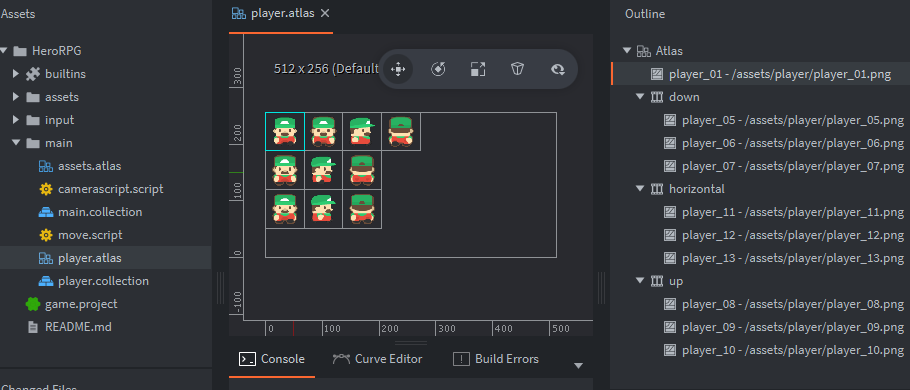 Assets
HeroRPG
builtins
assets
input
main
assets.atlas
camerascript.script
main.collection
move.script
player.atlas
player.collection
game.project
README.md
Changed Files
player.atlas
512 x 256 (Default
300
200
100
0
-100
0
100
200
300
400
500
Console
Curve Editor
Build Errors
Outline
Atlas
player_01 - /assets/player/player_01.png
down
player_05 - /assets/player/player_05.png
player_06 - /assets/player/player_06.png
player_07 - /assets/player/player_07.png
horizontal
player_11 - /assets/player/player_11.png
player_12 - /assets/player/player_12.png
player_13 - /assets/player/player_13.png
up
player_08 - /assets/player/player_08.png
player_09 - /assets/player/player_09.png
player_10 - /assets/player/player_10.png